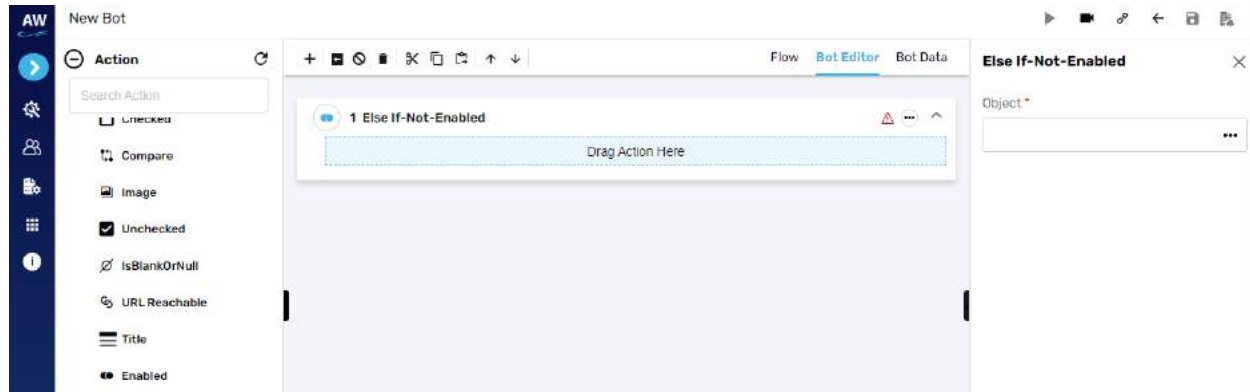 AW
New Bot
Action
Search Action
Checked
Compare
Image
Unchecked
IsBlankOrNull
URL Reachable
Title
Enabled
Flow Bot Editor Bot Data
1 Else If-Not-Enabled
Drag Action Here
Else If-Not-Enabled
Object *